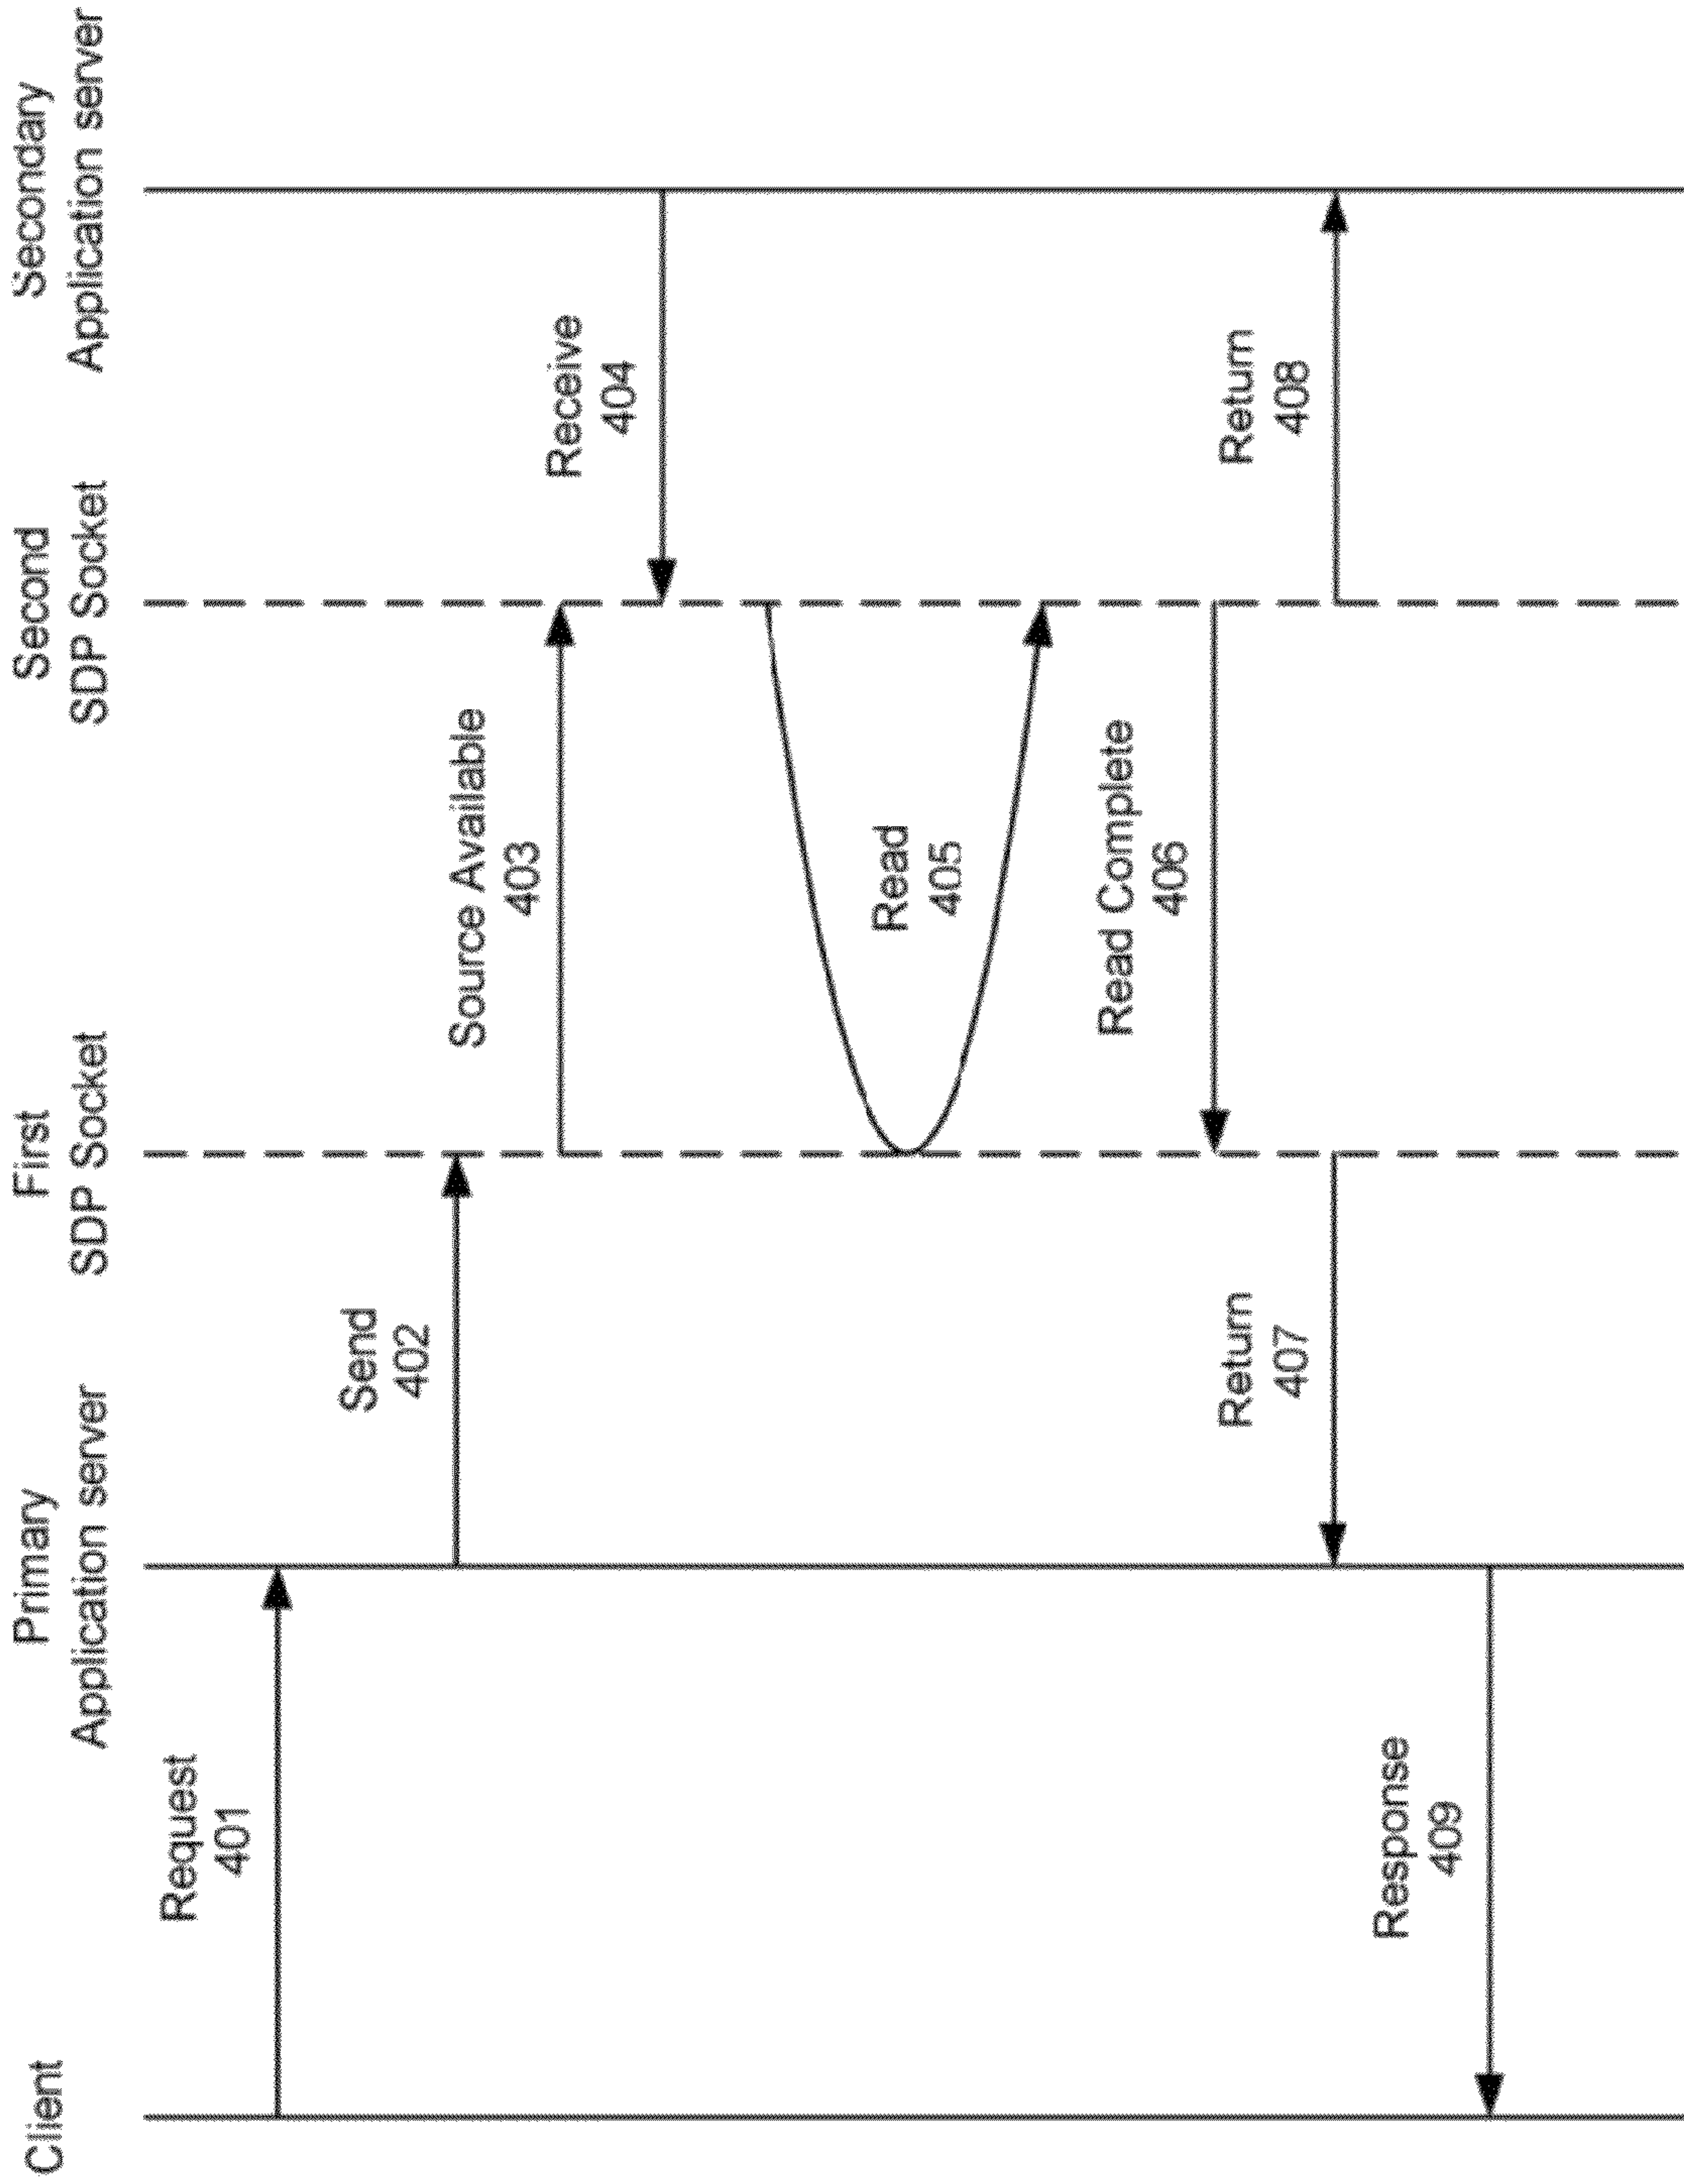 Client
Primary
Application server
First
SDP Socket
Second
SDP Socket
Secondary
Application server
Request
401
Send
402
Source Available
403
Receive
404
Read
405
Read Complete
406
Return
407
Return
408
Response
409